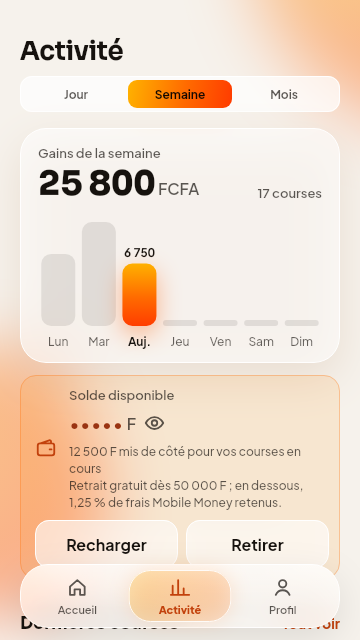 Activité
Jour Semaine Mois
Gains de la semaine
25 800 FCFA 17 courses
6 750
Lun Mar Auj. Jeu Ven Sam Dim
Solde disponible
••••• F
12 500 F mis de côté pour vos courses en
cours
Retrait gratuit dès 50 000 F ; en dessous,
1,25 % de frais Mobile Money retenus.
Recharger Retirer
Accueil Activité Profil